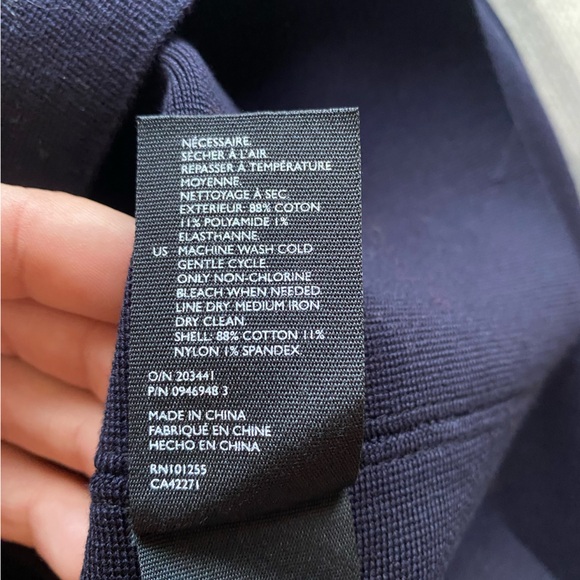 NÉCESSAIRE.
SÉCHER À L'AIR
REPASSER À TEMPÉRATURE
MOYENNE.
NETTOYAGE À SEC.
EXTERIEUR: 88% COTON
11% POLYAMIDE 1%
ELASTHANNE.
US MACHINE WASH COLD
GENTLE CYCLE
ONLY NON-CHLORINE
BLEACH WHEN NEEDED.
LINE DRY. MEDIUM IRON
DRY CLEAN.
SHELL: 88% COTTON 11%
NYLON 1% SPANDEX.
O/N 203441
P/N 0946948 3
MADE IN CHINA
FABRIQUÉ EN CHINE
HECHO EN CHINA
RN101255
CA42271